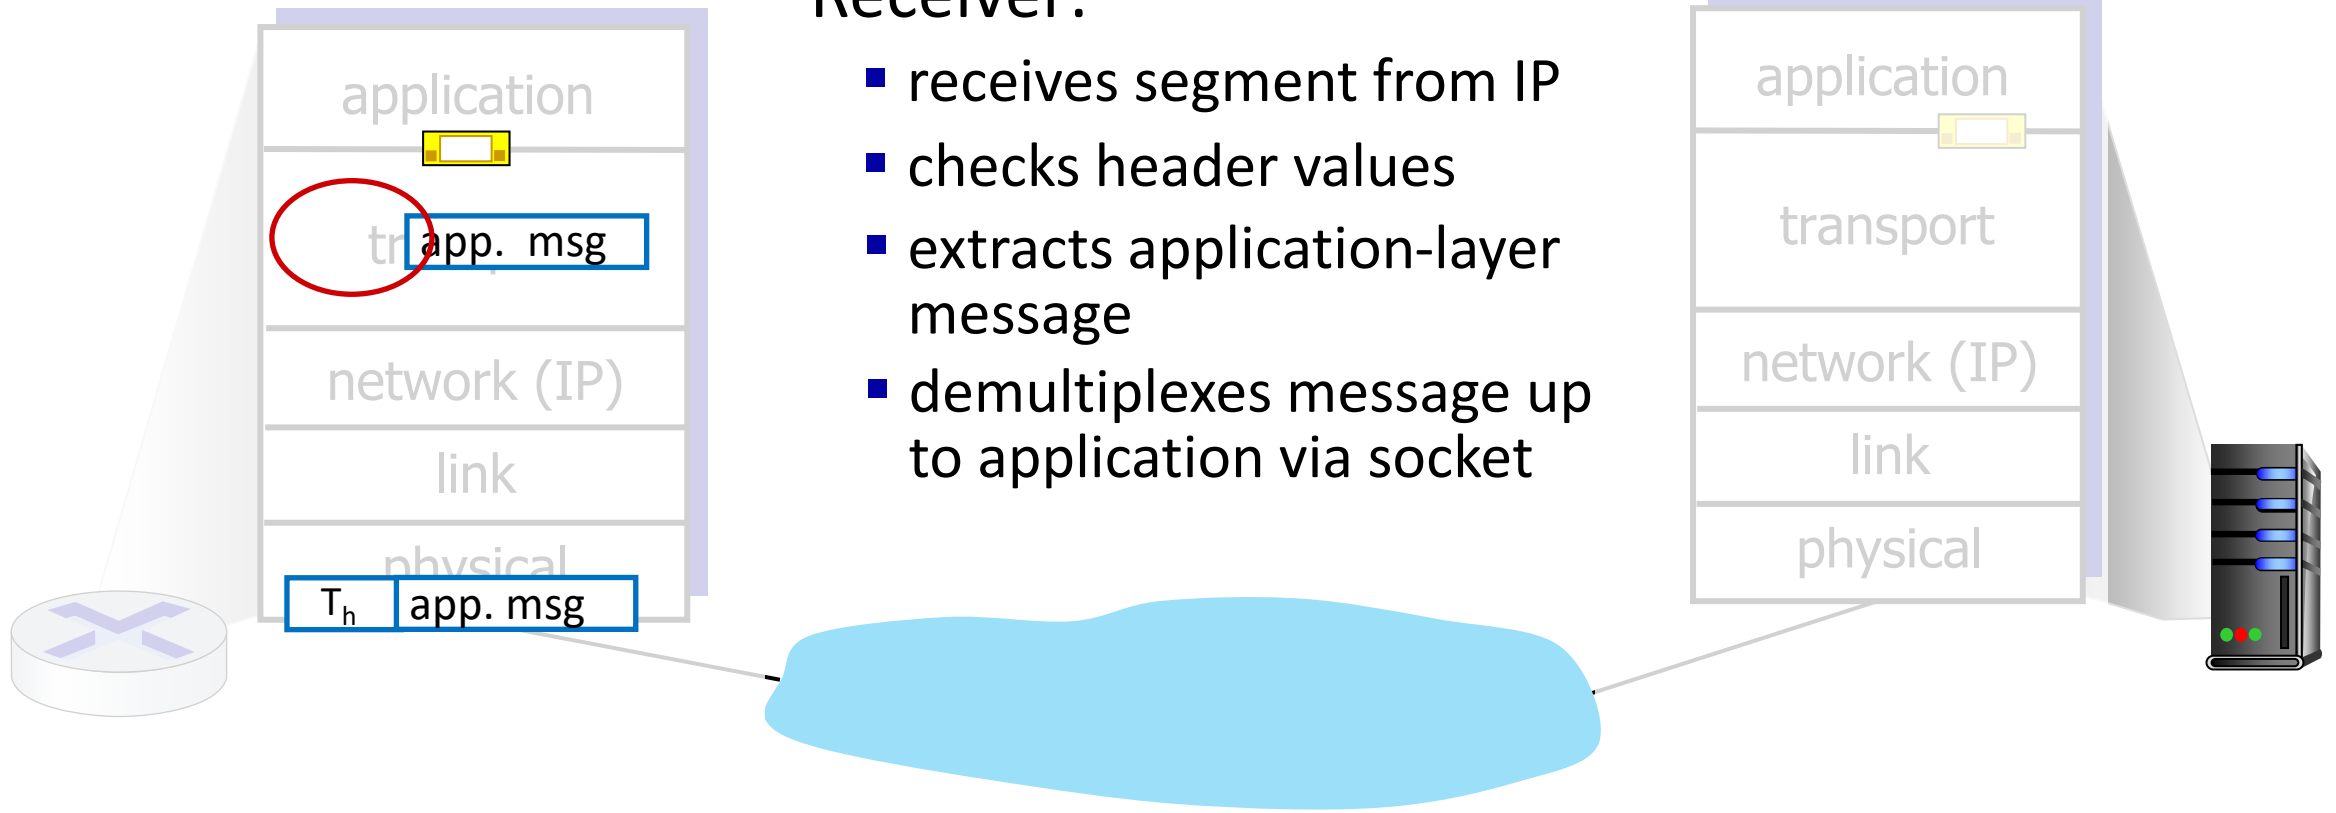 Receiver:
application
app. msg
network (IP)
link
physical
T_h app. msg
receives segment from IP
checks header values
extracts application-layer
message
demultiplexes message up
to application via socket
application
transport
network (IP)
link
physical